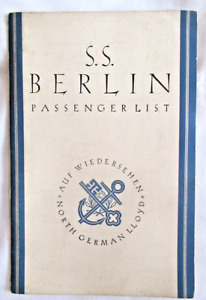 S.S.
BERLIN
PASSENGER LIST
AUF WIEDERSEHEN
NORTH GERMAN LLOYD